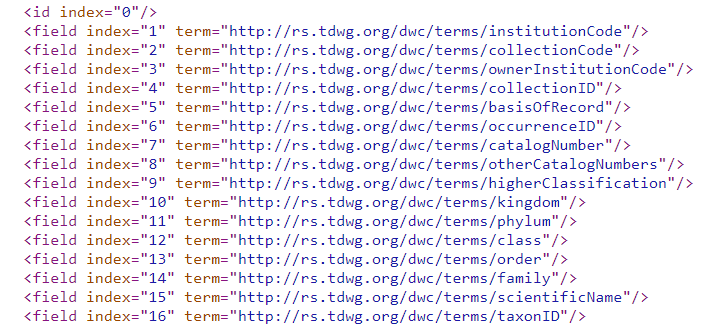 <id index="0"/>
<field index="1" term="http://rs.tdwg.org/dwc/terms/institutionCode"/>
<field index="2" term="http://rs.tdwg.org/dwc/terms/collectionCode"/>
<field index="3" term="http://rs.tdwg.org/dwc/terms/ownerInstitutionCode"/>
<field index="4" term="http://rs.tdwg.org/dwc/terms/collectionID"/>
<field index="5" term="http://rs.tdwg.org/dwc/terms/basisOfRecord"/>
<field index="6" term="http://rs.tdwg.org/dwc/terms/occurrenceID"/>
<field index="7" term="http://rs.tdwg.org/dwc/terms/catalogNumber"/>
<field index="8" term="http://rs.tdwg.org/dwc/terms/otherCatalogNumbers"/>
<field index="9" term="http://rs.tdwg.org/dwc/terms/higherClassification"/>
<field index="10" term="http://rs.tdwg.org/dwc/terms/kingdom"/>
<field index="11" term="http://rs.tdwg.org/dwc/terms/phylum"/>
<field index="12" term="http://rs.tdwg.org/dwc/terms/class"/>
<field index="13" term="http://rs.tdwg.org/dwc/terms/order"/>
<field index="14" term="http://rs.tdwg.org/dwc/terms/family"/>
<field index="15" term="http://rs.tdwg.org/dwc/terms/scientificName"/>
<field index="16" term="http://rs.tdwg.org/dwc/terms/taxonID"/>